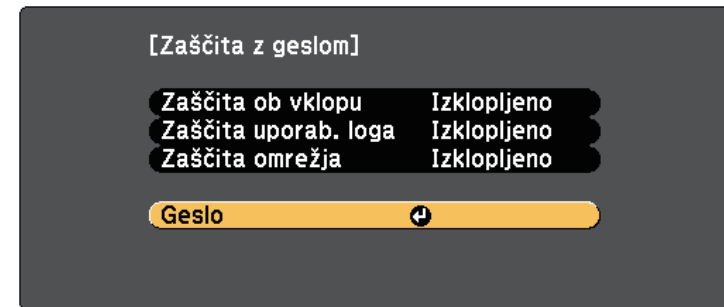 [Zaščita z geslom]
Zaščita ob vklopu Izklopljeno
Zaščita uporab. loga Izklopljeno
Zaščita omrežja Izklopljeno
Geslo